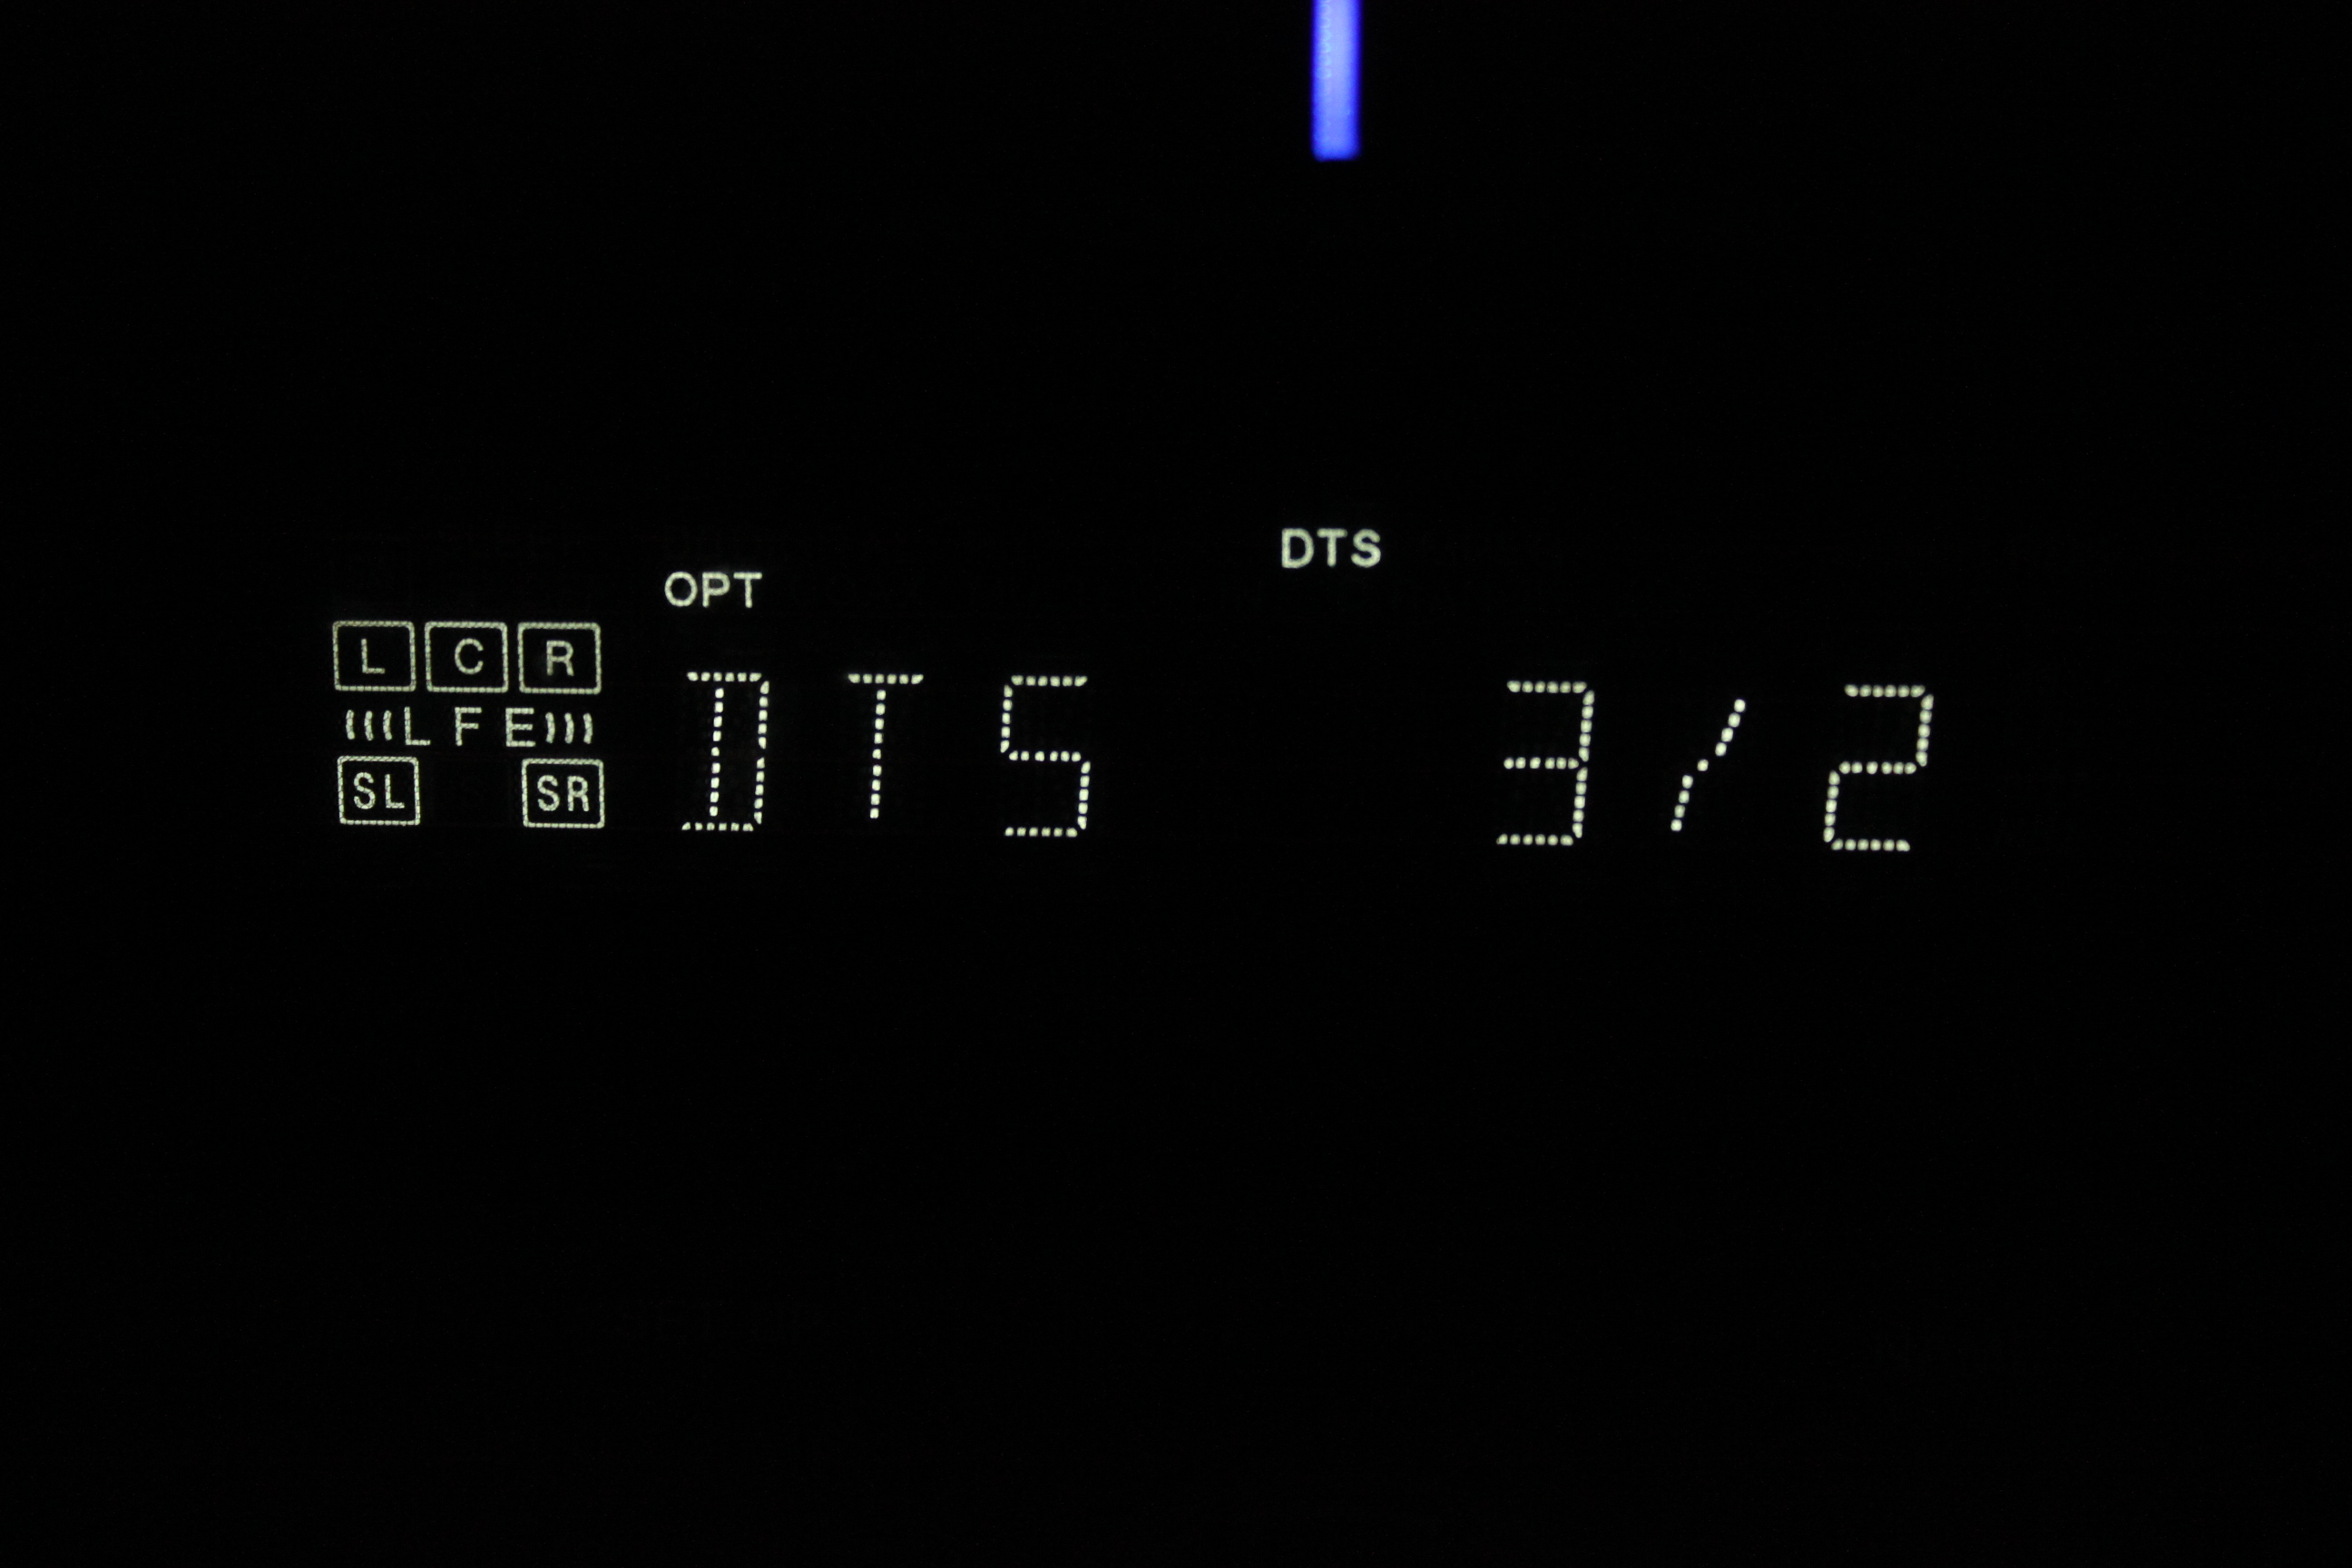 DTS
OPT
L C R
LFE
SL SR
DTS 3/2